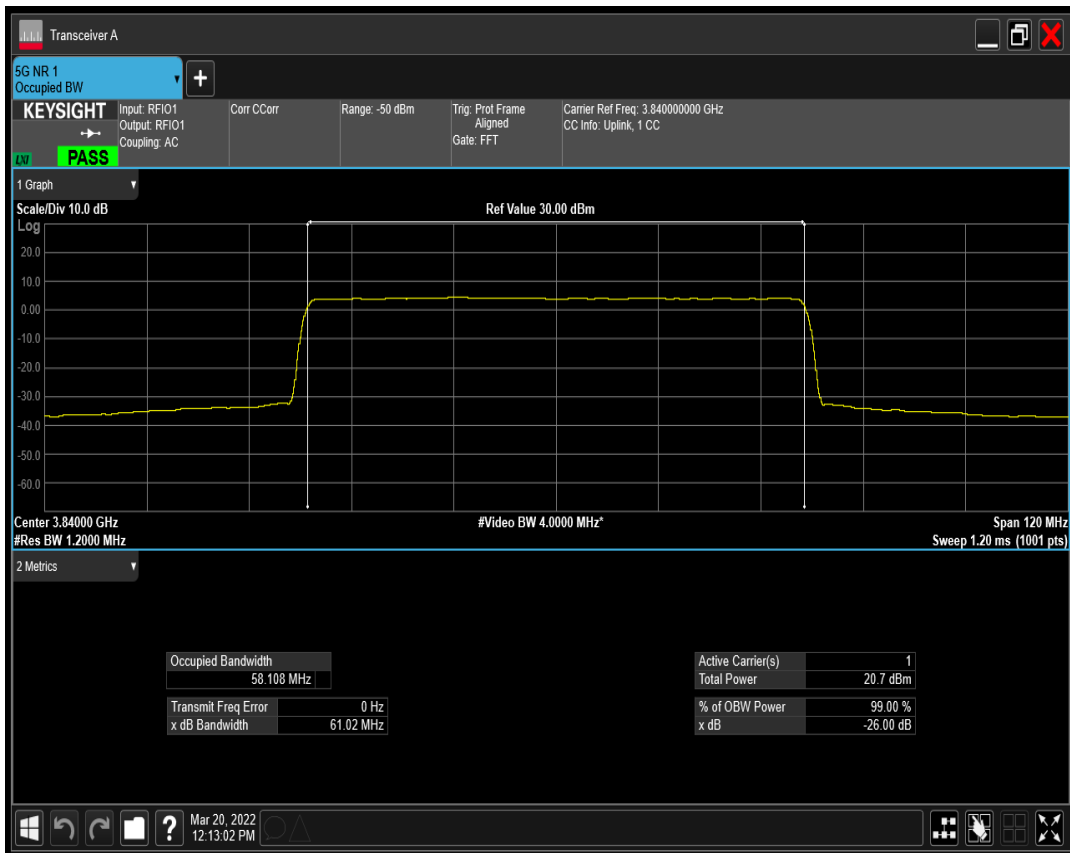 Transceiver A
5G NR 1
Occupied BW
+
KEYSIGHT
LXI
PASS
Input: RFIO1
Output: RFIO1
Coupling: AC
Corr CCorr
Range: -50 dBm
Trig: Prot Frame
Aligned
Gate: FFT
Carrier Ref Freq: 3.840000000 GHz
CC Info: Uplink, 1 CC
1 Graph
Scale/Div 10.0 dB
Ref Value 30.00 dBm
Log
20.0
10.0
0.00
-10.0
-20.0
-30.0
-40.0
-50.0
-60.0
Center 3.84000 GHz
#Video BW 4.0000 MHz*
Span 120 MHz
#Res BW 1.2000 MHz
Sweep 1.20 ms (1001 pts)
2 Metrics
Occupied Bandwidth
58.108 MHz
Transmit Freq Error 0 Hz
x dB Bandwidth 61.02 MHz
Active Carrier(s) 1
Total Power 20.7 dBm
% of OBW Power 99.00 %
x dB -26.00 dB
?
Mar 20, 2022
12:13:02 PM